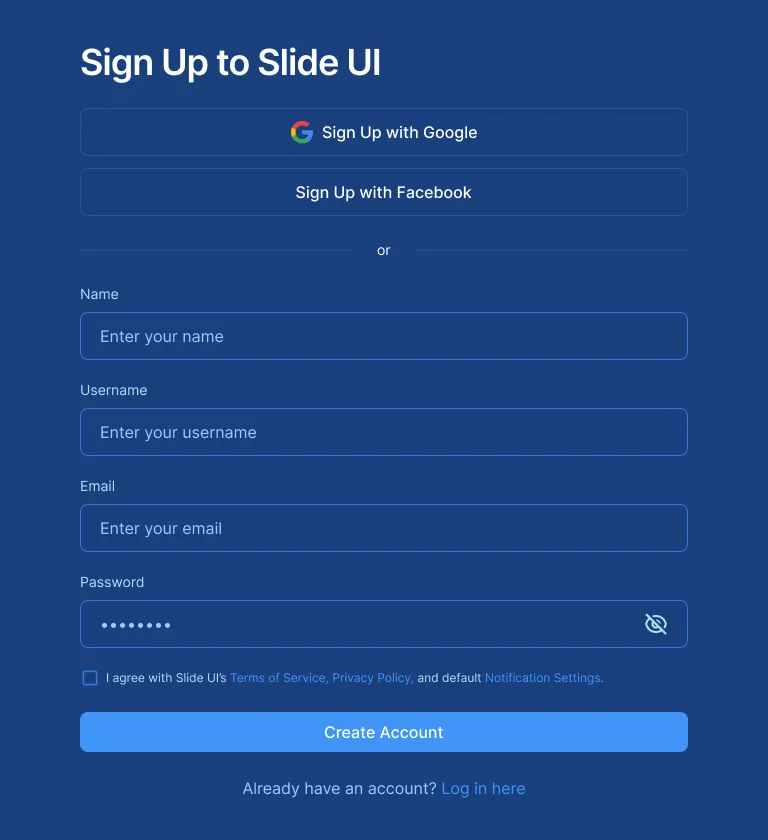 Sign Up to Slide UI
Sign Up with Google
Sign Up with Facebook
or
Name
Enter your name
Username
Enter your username
Email
Enter your email
Password
••••••••
I agree with Slide UI's Terms of Service, Privacy Policy, and default Notification Settings.
Create Account
Already have an account? Log in here